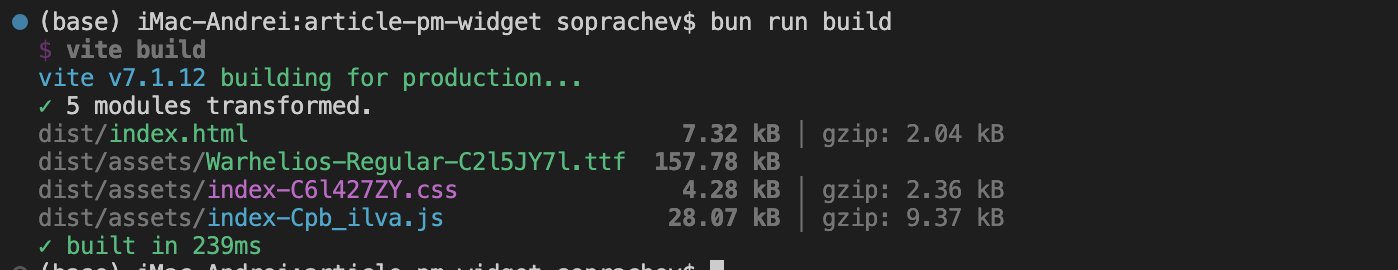 (base) iMac-Andrei:article-pm-widget soprachev$ bun run build
$ vite build
vite v7.1.12 building for production...
✓ 5 modules transformed.
dist/index.html 7.32 kB │ gzip: 2.04 kB
dist/assets/Warhelios-Regular-C2l5JY7l.ttf 157.78 kB
dist/assets/index-C6l427ZY.css 4.28 kB │ gzip: 2.36 kB
dist/assets/index-Cpb_ilva.js 28.07 kB │ gzip: 9.37 kB
✓ built in 239ms
(base) iMac-Andrei:article-pm-widget soprachev$